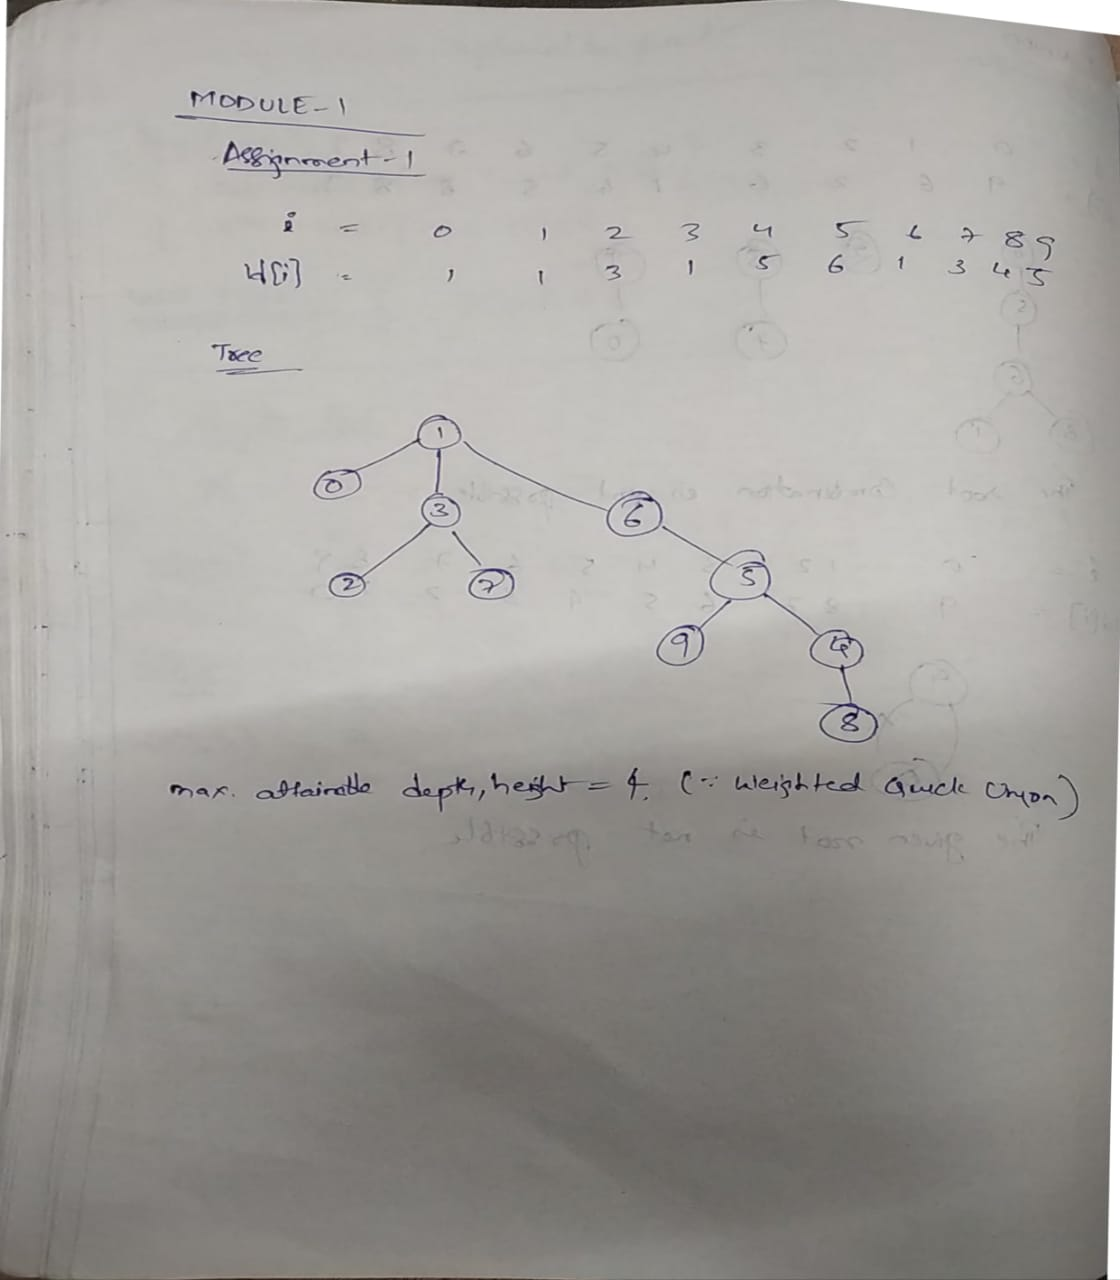 MODULE-1
Assignment-1
i = 0 1 2 3 4 5 6 7 8 9
id[i] = 1 1 3 1 5 6 1 3 4 5
Tree
1
0
3
6
2 7
5
9 4
8
max. attainable depth, height = 4. (∵ Weighted Quick Union)